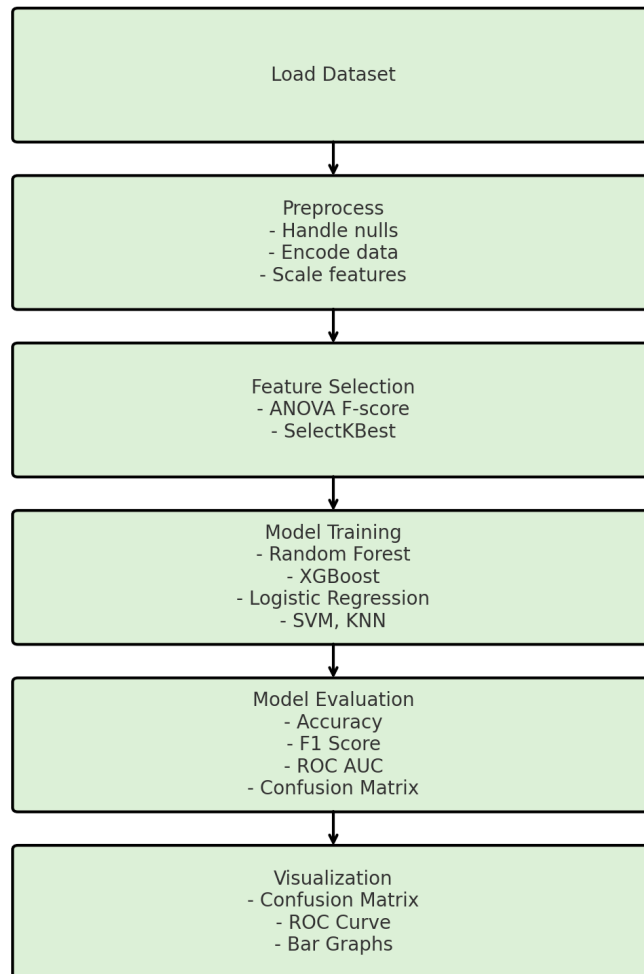 Load Dataset
Preprocess
- Handle nulls
- Encode data
- Scale features
Feature Selection
- ANOVA F-score
- SelectKBest
Model Training
- Random Forest
- XGBoost
- Logistic Regression
- SVM, KNN
Model Evaluation
- Accuracy
- F1 Score
- ROC AUC
- Confusion Matrix
Visualization
- Confusion Matrix
- ROC Curve
- Bar Graphs